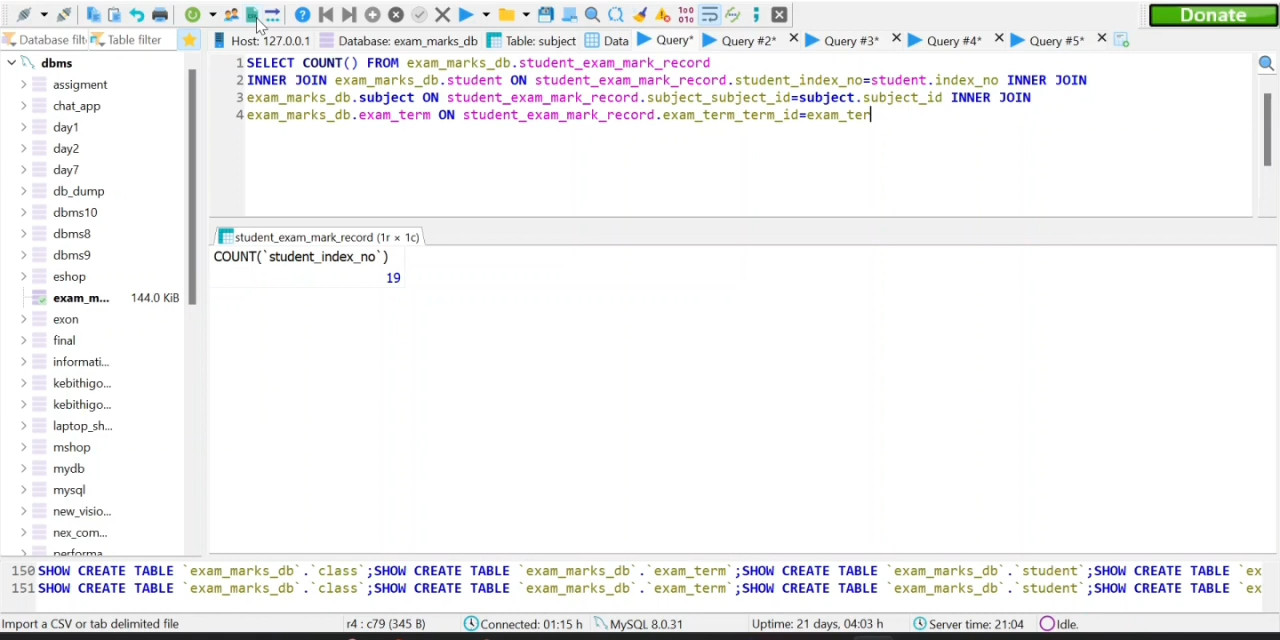 Donate
Database filt
Table filter
Host: 127.0.0.1
Database: exam_marks_db
Table: subject
Data
Query*
Query #2*
Query #3*
Query #4*
Query #5*
dbms
assigment
chat_app
day1
day2
day7
db_dump
dbms10
dbms8
dbms9
eshop
exam_m... 144.0 KiB
exon
final
informati...
kebithigo...
kebithigo...
laptop_sh...
mshop
mydb
mysql
new_visio...
nex_com...
performa
1 SELECT COUNT() FROM exam_marks_db.student_exam_mark_record
2 INNER JOIN exam_marks_db.student ON student_exam_mark_record.student_index_no=student.index_no INNER JOIN
3 exam_marks_db.subject ON student_exam_mark_record.subject_subject_id=subject.subject_id INNER JOIN
4 exam_marks_db.exam_term ON student_exam_mark_record.exam_term_term_id=exam_ter
student_exam_mark_record (1r × 1c)
COUNT(`student_index_no`)
19
150 SHOW CREATE TABLE `exam_marks_db`.`class`;SHOW CREATE TABLE `exam_marks_db`.`exam_term`;SHOW CREATE TABLE `exam_marks_db`.`student`;SHOW CREATE TABLE `ex
151 SHOW CREATE TABLE `exam_marks_db`.`class`;SHOW CREATE TABLE `exam_marks_db`.`exam_term`;SHOW CREATE TABLE `exam_marks_db`.`student`;SHOW CREATE TABLE `ex
Import a CSV or tab delimited file
r4 : c79 (345 B)
Connected: 01:15 h
MySQL 8.0.31
Uptime: 21 days, 04:03 h
Server time: 21:04
Idle.